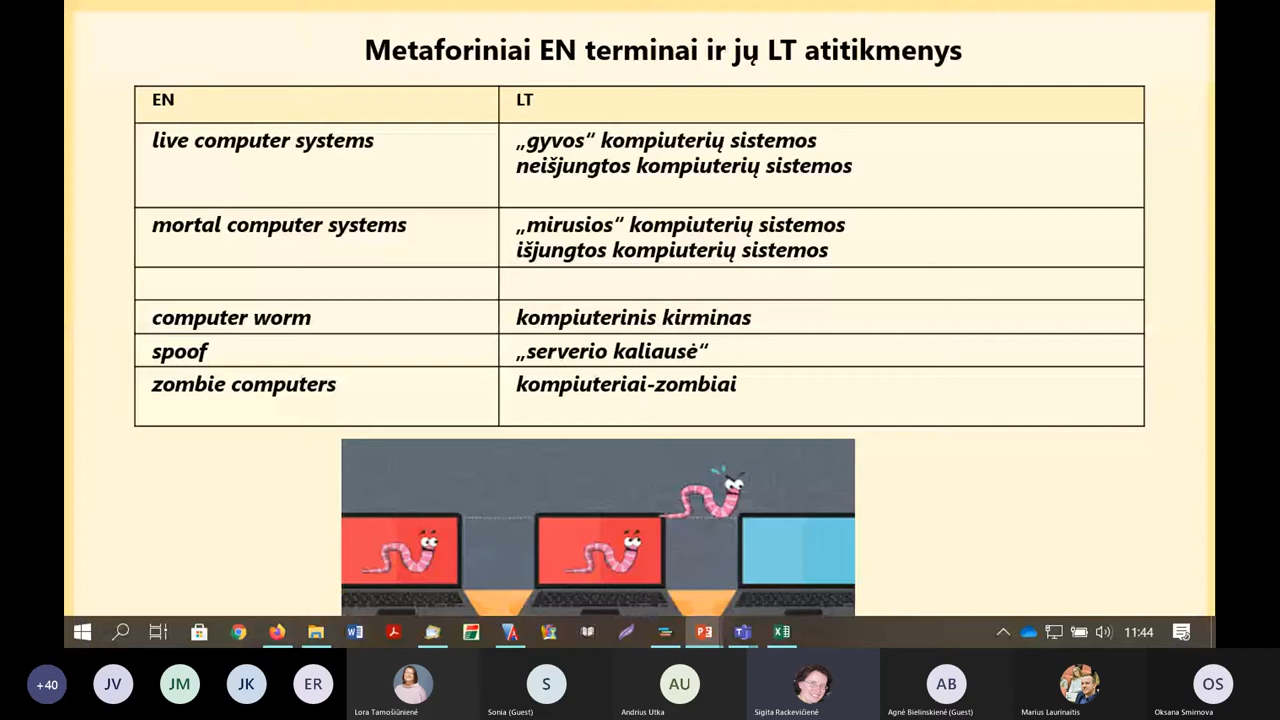 Metaforiniai EN terminai ir jų LT atitikmenys
EN
LT
live computer systems
„gyvos“ kompiuterių sistemos
neišjungtos kompiuterių sistemos
mortal computer systems
„mirusios“ kompiuterių sistemos
išjungtos kompiuterių sistemos
computer worm
kompiuterinis kirminas
spoof
„serverio kaliausė“
zombie computers
kompiuteriai-zombiai
11:44
+40
JV
JM
JK
ER
S
AU
AB
OS
Lora Tamošiūnienė
Sonia (Guest)
Andrius Utka
Sigita Rackevičienė
Agnė Bielinskienė (Guest)
Marius Laurinaitis
Oksana Smirnova